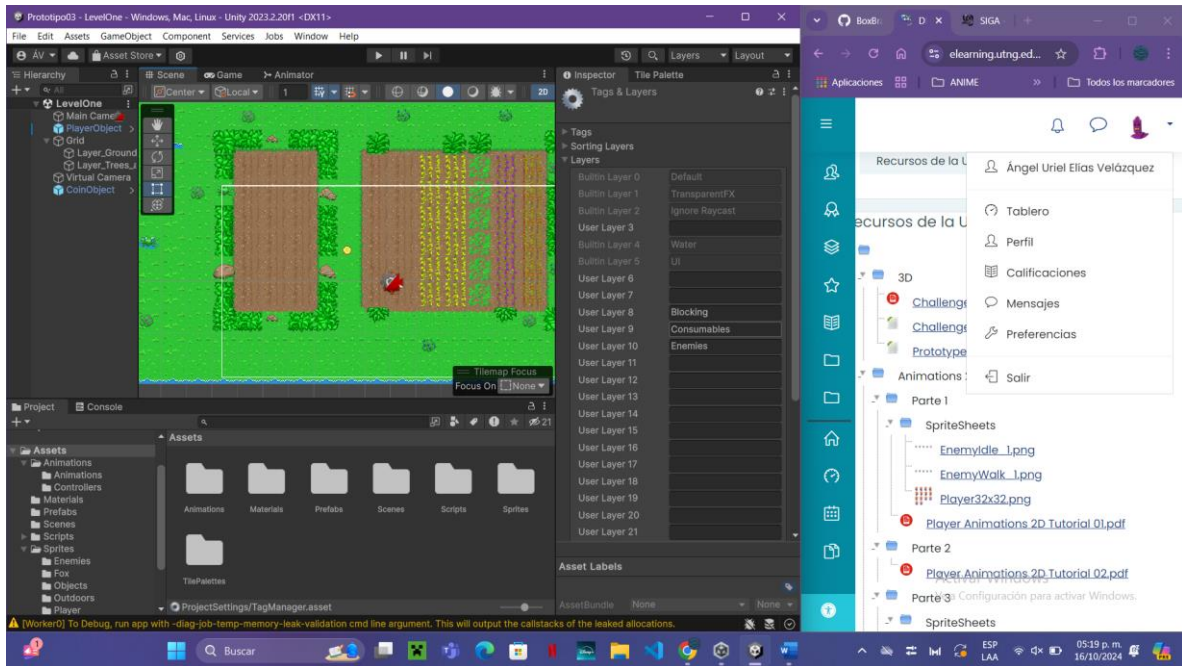 Prototipo03 - LevelOne - Windows, Mac, Linux - Unity 2023.2.20f1 <DX11>
File Edit Assets GameObject Component Services Jobs Window Help
ÁV Asset Store Layers Layout
Hierarchy
All
LevelOne
Main Came
PlayerObject
Grid
Layer_Ground
Layer_Trees_a
Virtual Camera
CoinObject
Scene Game Animator
Center Local 1 2D
Tilemap Focus
Focus On None
Inspector Tile Palette
Tags & Layers
Tags
Sorting Layers
Layers
Builtin Layer 0 Default
Builtin Layer 1 TransparentFX
Builtin Layer 2 Ignore Raycast
User Layer 3
Builtin Layer 4 Water
Builtin Layer 5 UI
User Layer 6
User Layer 7
User Layer 8 Blocking
User Layer 9 Consumables
User Layer 10 Enemies
User Layer 11
User Layer 12
User Layer 13
User Layer 14
User Layer 15
User Layer 16
User Layer 17
User Layer 18
User Layer 19
User Layer 20
User Layer 21
Asset Labels
AssetBundle None None
Project Console
21
Assets
Animations
Animations
Controllers
Materials
Prefabs
Scenes
Scripts
Sprites
Enemies
Fox
Objects
Outdoors
Player
Assets
Animations Materials Prefabs Scenes Scripts Sprites
TilePalettes
ProjectSettings/TagManager.asset
[Worker0] To Debug, run app with -diag-job-temp-memory-leak-validation cmd line argument. This will output the callstacks of the leaked allocations.
BoxBr D SIGA
elearning.utng.ed...
Aplicaciones ANIME » Todos los marcadores
Recursos de la U
Ángel Uriel Elías Velázquez
Tablero
Perfil
Calificaciones
Mensajes
Preferencias
Salir
ecursos de la U
3D
Challenge
Challenge
Prototype
Animations
Parte 1
SpriteSheets
EnemyIdle_1.png
EnemyWalk_1.png
Player32x32.png
Player Animations 2D Tutorial 01.pdf
Parte 2
Player Animations 2D Tutorial 02.pdf
Activar Windows
Parte 3
a Configuración para activar Windows.
SpriteSheets
Buscar
ESP
LAA
05:19 p. m.
16/10/2024